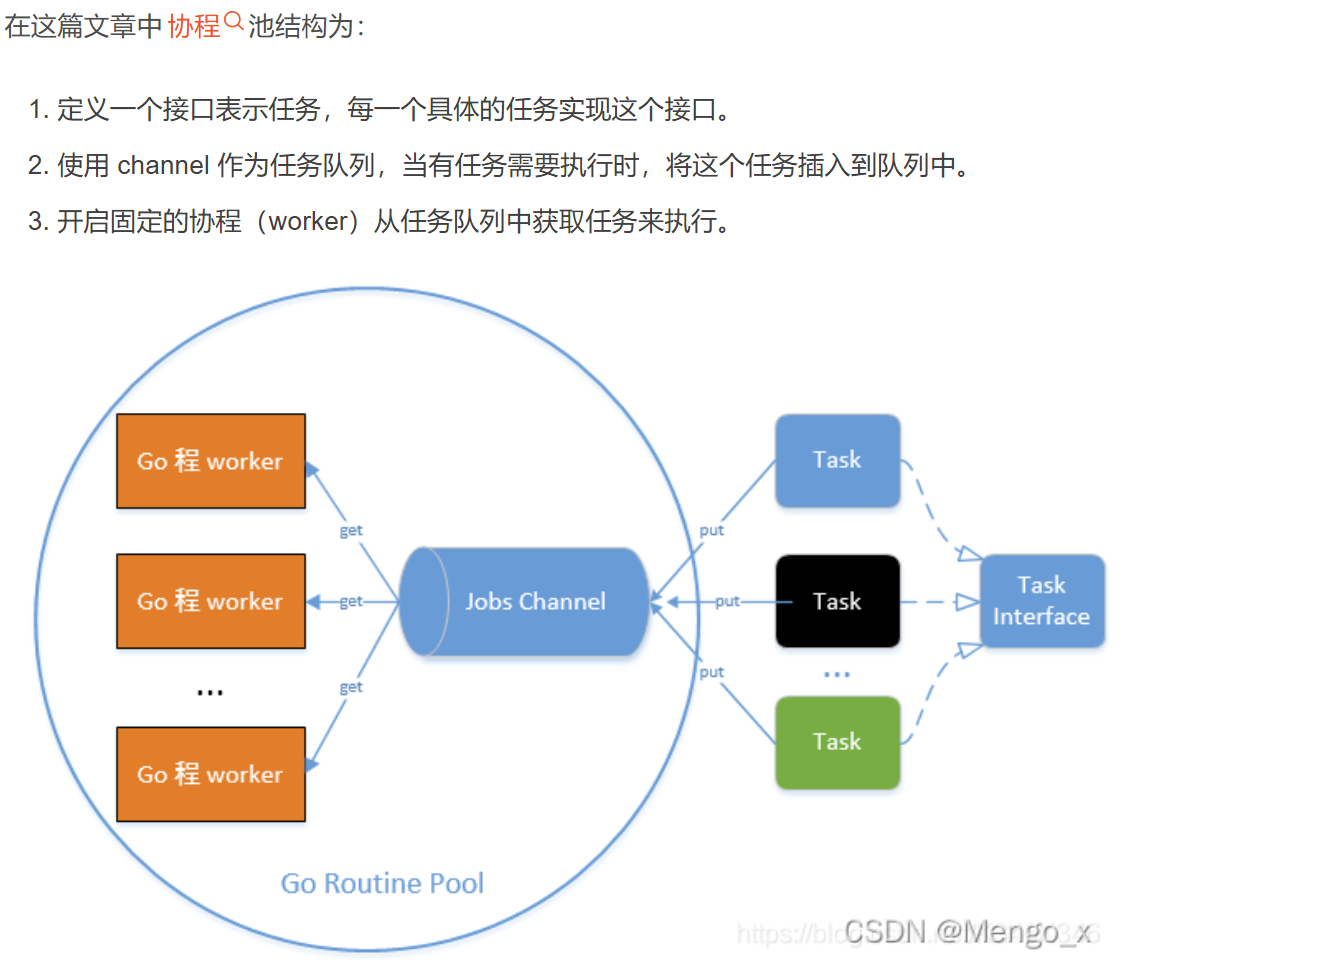 在这篇文章中 协程 池结构为：
1. 定义一个接口表示任务，每一个具体的任务实现这个接口。
2. 使用 channel 作为任务队列，当有任务需要执行时，将这个任务插入到队列中。
3. 开启固定的协程（worker）从任务队列中获取任务来执行。
Go 程 worker
Task
get
put
Go 程 worker
get
Jobs Channel
put
Task
Task
Interface
...
...
get
put
Go 程 worker
Task
Go Routine Pool
CSDN @Mengo_x